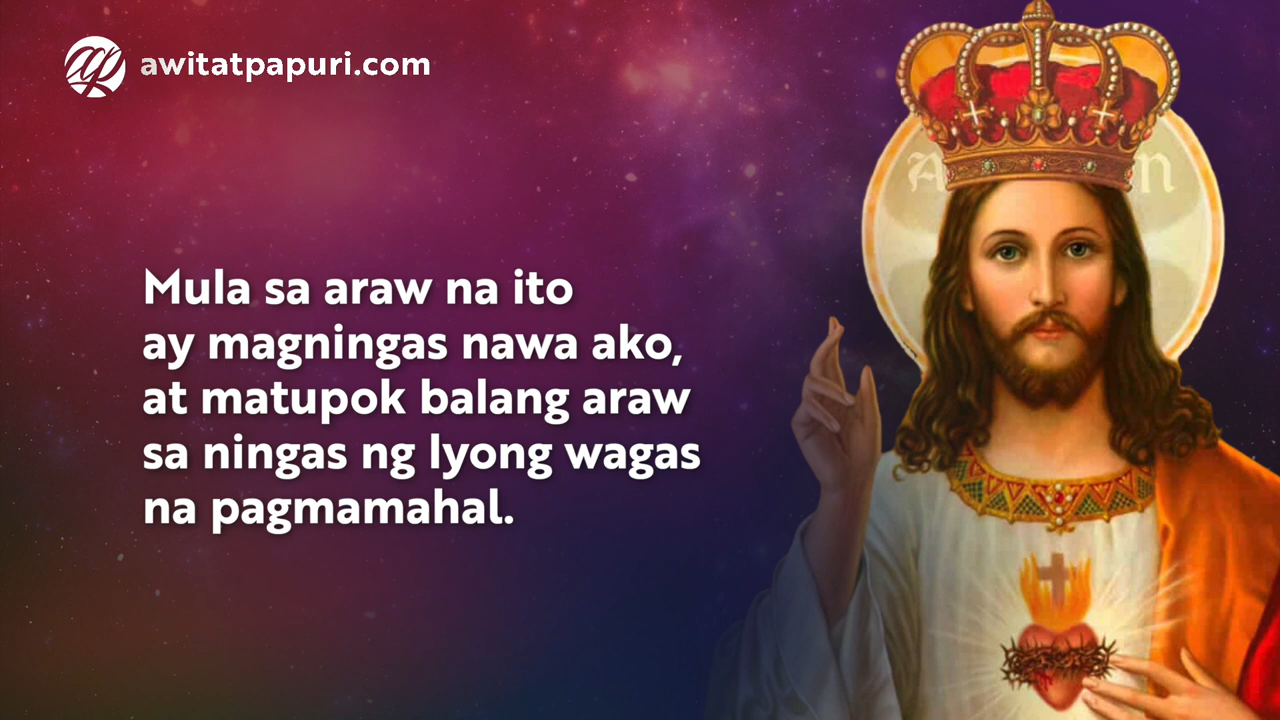 awitatpapuri.com
Mula sa araw na ito
ay magningas nawa ako,
at matupok balang araw
sa ningas ng Iyong wagas
na pagmamahal.